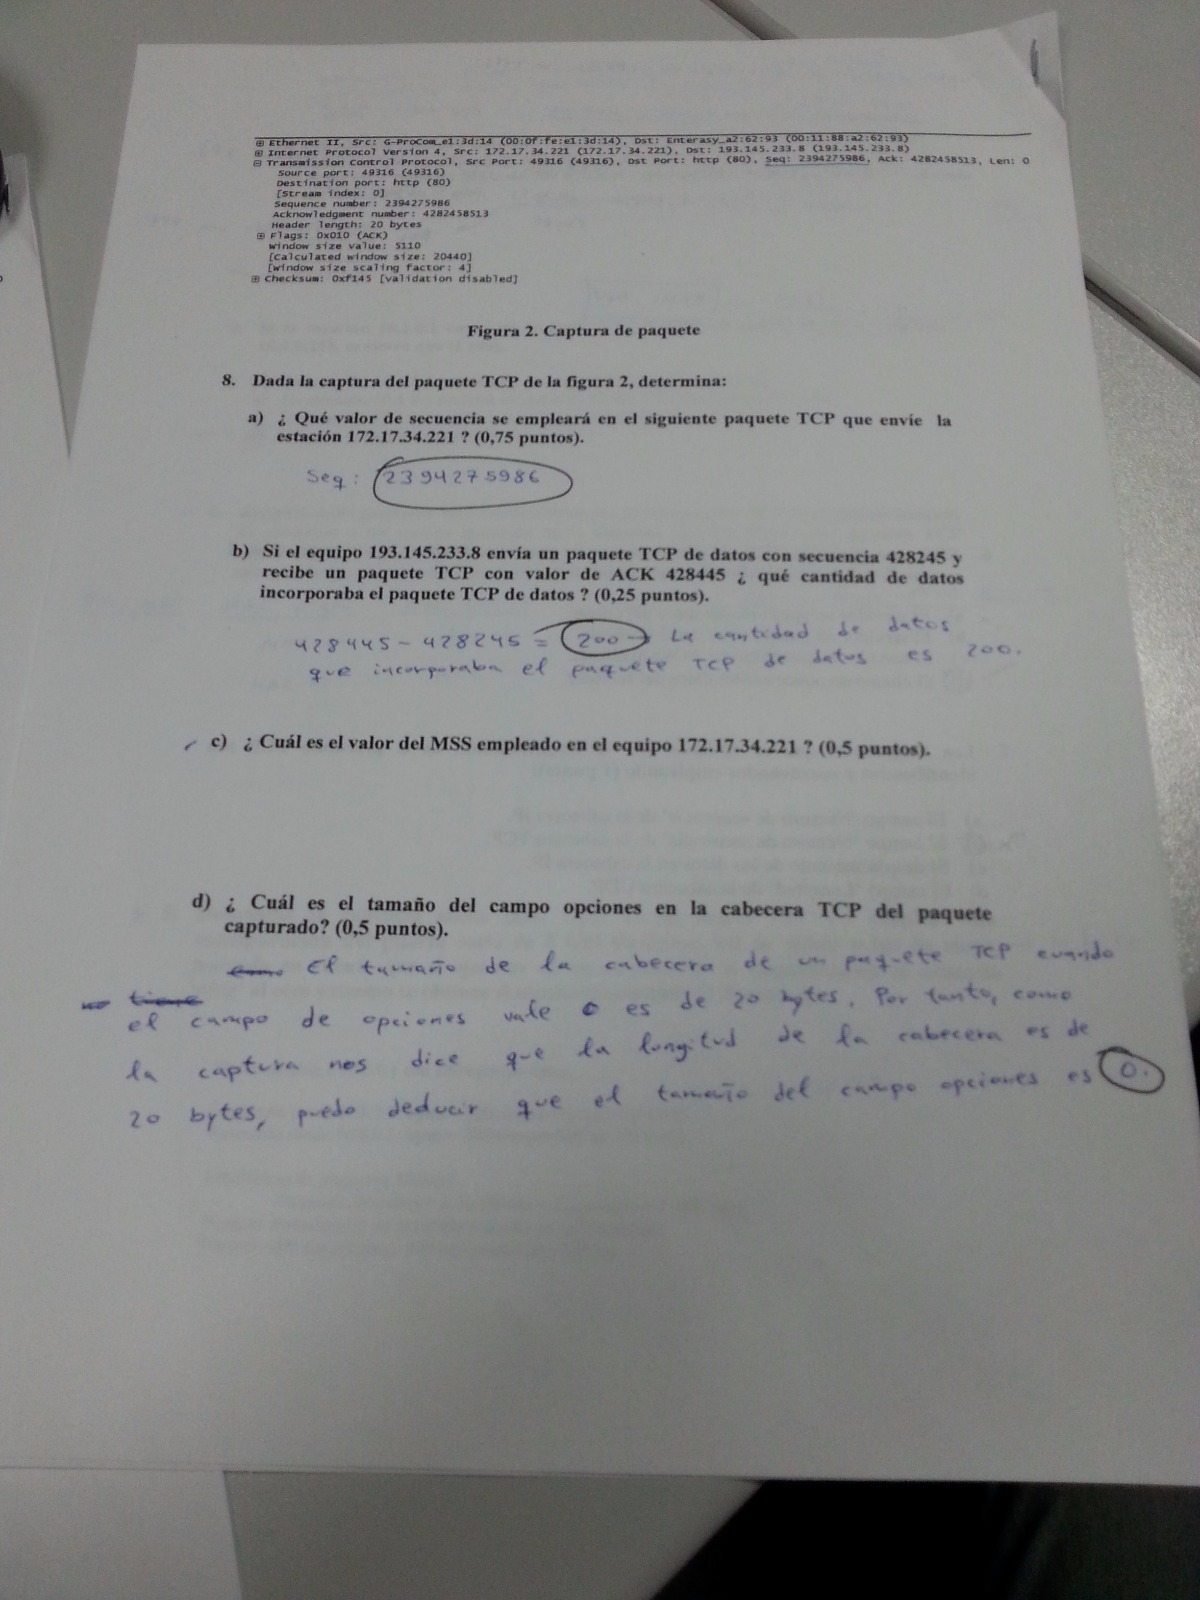 ⊞ Ethernet II, Src: G-ProCom_e1:3d:14 (00:0f:fe:e1:3d:14), Dst: Enterasy_a2:62:93 (00:11:88:a2:62:93)
⊞ Internet Protocol Version 4, Src: 172.17.34.221 (172.17.34.221), Dst: 193.145.233.8 (193.145.233.8)
⊟ Transmission Control Protocol, Src Port: 49316 (49316), Dst Port: http (80), Seq: 2394275986, Ack: 4282458513, Len: 0
Source port: 49316 (49316)
Destination port: http (80)
[Stream index: 0]
Sequence number: 2394275986
Acknowledgment number: 4282458513
Header length: 20 bytes
⊞ Flags: 0x010 (ACK)
Window size value: 5110
[Calculated window size: 20440]
[Window size scaling factor: 4]
⊞ Checksum: 0xf145 [validation disabled]
Figura 2. Captura de paquete
8. Dada la captura del paquete TCP de la figura 2, determina:
a) ¿ Qué valor de secuencia se empleará en el siguiente paquete TCP que envíe la
estación 172.17.34.221 ? (0,75 puntos).
Seq: 2394275986
b) Si el equipo 193.145.233.8 envía un paquete TCP de datos con secuencia 428245 y
recibe un paquete TCP con valor de ACK 428445 ¿ qué cantidad de datos
incorporaba el paquete TCP de datos ? (0,25 puntos).
428445 - 428245 = 200 → La cantidad de datos
que incorporaba el paquete TCP de datos es 200.
c) ¿ Cuál es el valor del MSS empleado en el equipo 172.17.34.221 ? (0,5 puntos).
d) ¿ Cuál es el tamaño del campo opciones en la cabecera TCP del paquete
capturado? (0,5 puntos).
El tamaño de la cabecera de un paquete TCP cuando
no tiene
el campo de opciones vale 0 es de 20 bytes. Por tanto, como
la captura nos dice que la longitud de la cabecera es de
20 bytes, puedo deducir que el tamaño del campo opciones es 0.